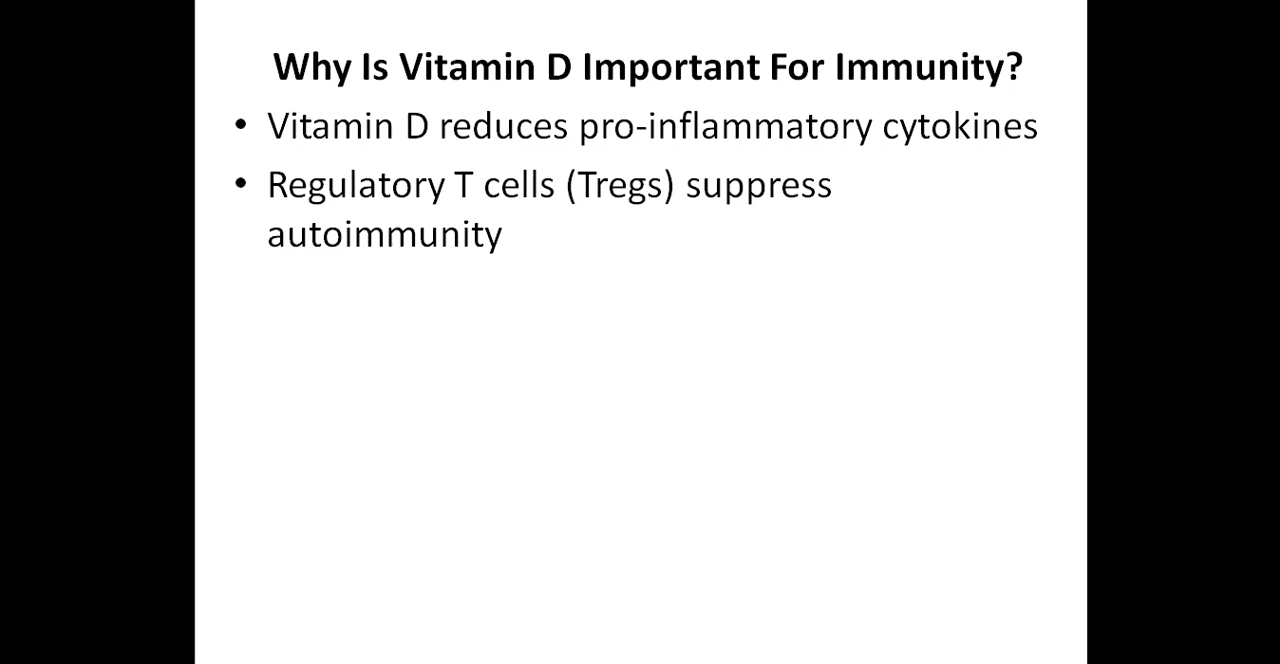 Why Is Vitamin D Important For Immunity?
• Vitamin D reduces pro-inflammatory cytokines
• Regulatory T cells (Tregs) suppress
autoimmunity